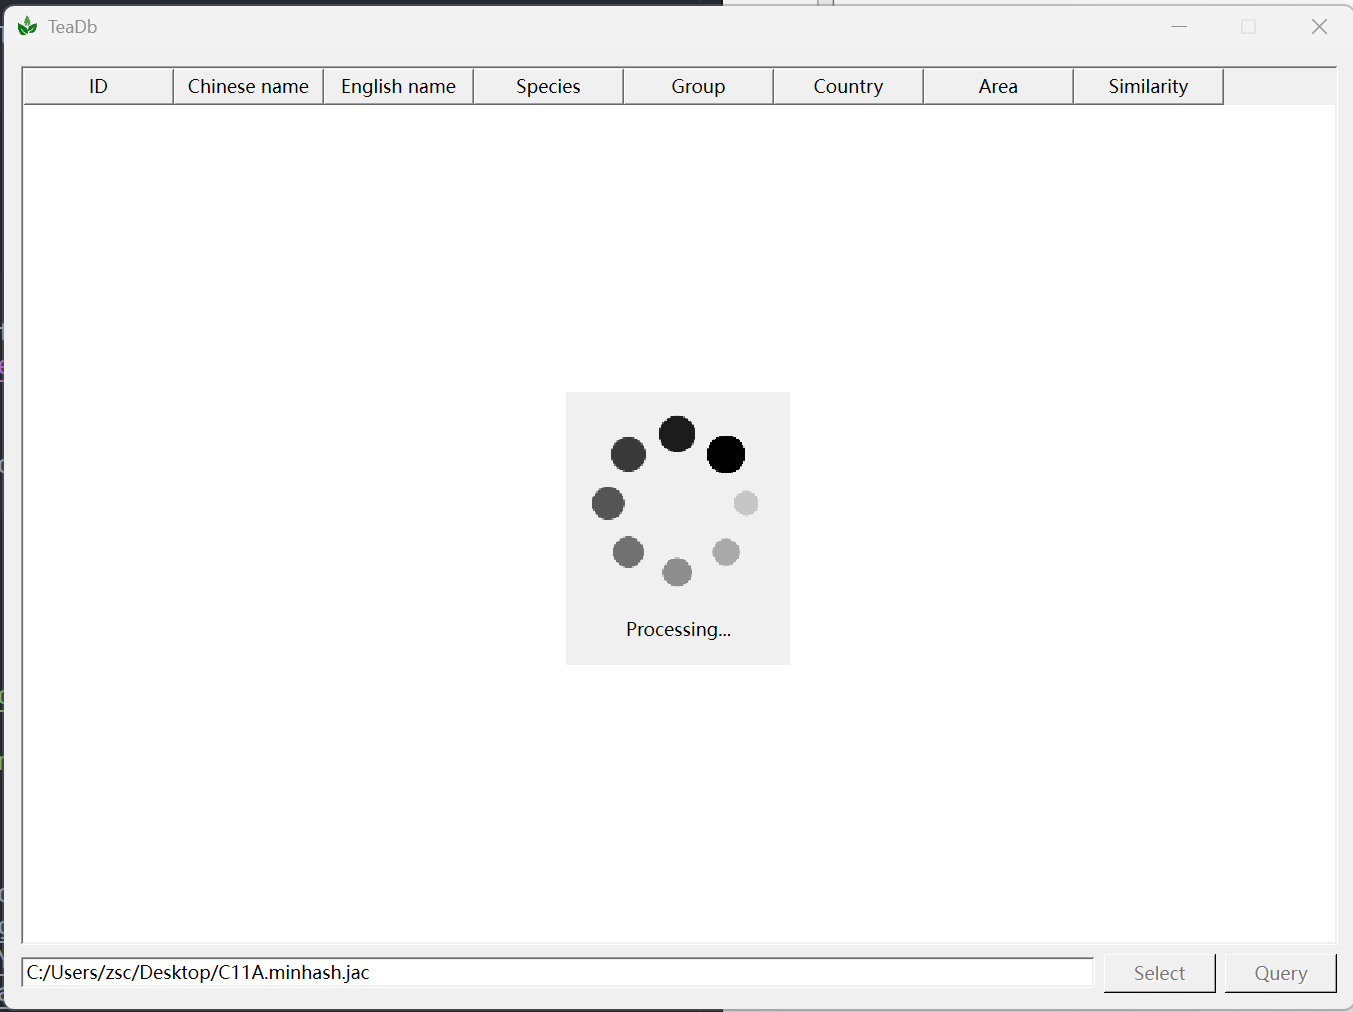 TeaDb
ID Chinese name English name Species Group Country Area Similarity
Processing...
C:/Users/zsc/Desktop/C11A.minhash.jac Select Query